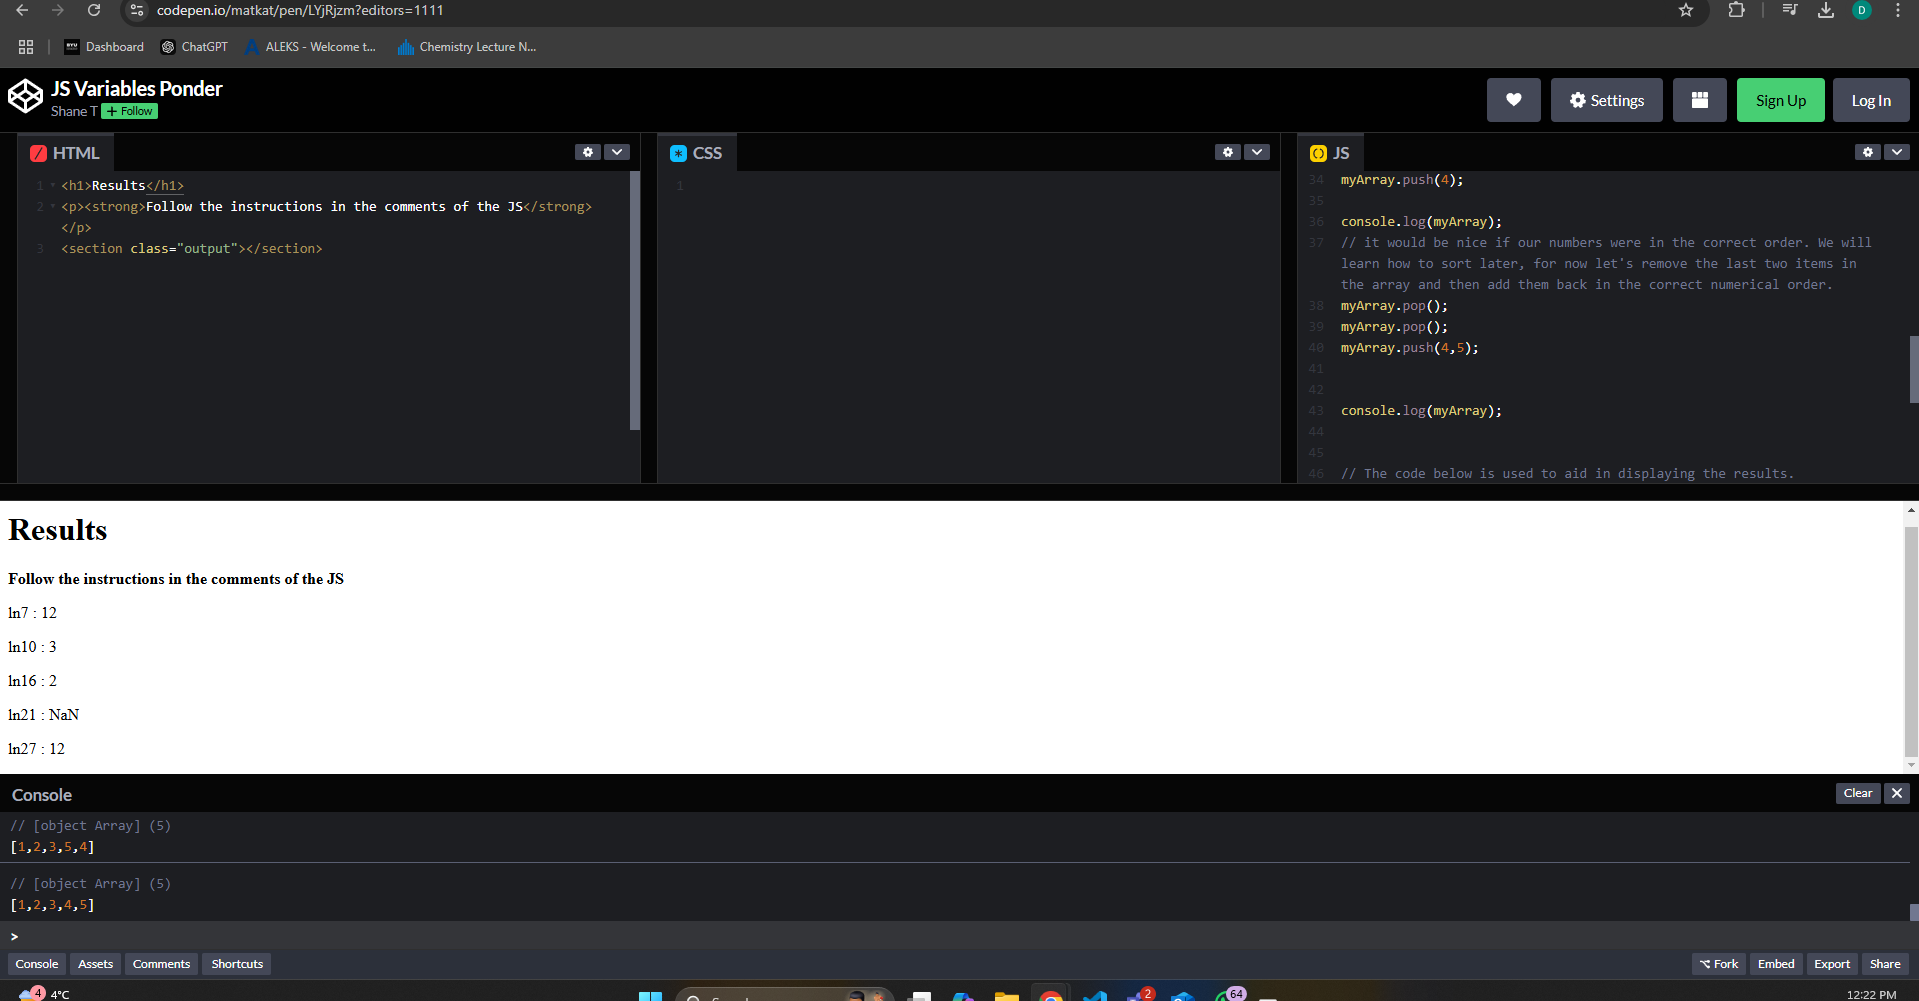 codepen.io/matkat/pen/LYjRjzm?editors=1111
D
BYU Dashboard
ChatGPT
ALEKS - Welcome t...
Chemistry Lecture N...
JS Variables Ponder
Shane T + Follow
Settings
Sign Up
Log In
HTML
1 <h1>Results</h1>
2 <p><strong>Follow the instructions in the comments of the JS</strong>
</p>
3 <section class="output"></section>
CSS
1
JS
34 myArray.push(4);
35
36 console.log(myArray);
37 // it would be nice if our numbers were in the correct order. We will
learn how to sort later, for now let's remove the last two items in
the array and then add them back in the correct numerical order.
38 myArray.pop();
39 myArray.pop();
40 myArray.push(4,5);
41
42
43 console.log(myArray);
44
45
46 // The code below is used to aid in displaying the results.
Results
Follow the instructions in the comments of the JS
ln7 : 12
ln10 : 3
ln16 : 2
ln21 : NaN
ln27 : 12
Console
Clear
// [object Array] (5)
[1,2,3,5,4]
// [object Array] (5)
[1,2,3,4,5]
>
Console Assets Comments Shortcuts
Fork Embed Export Share
4 4°C
2
64
12:22 PM